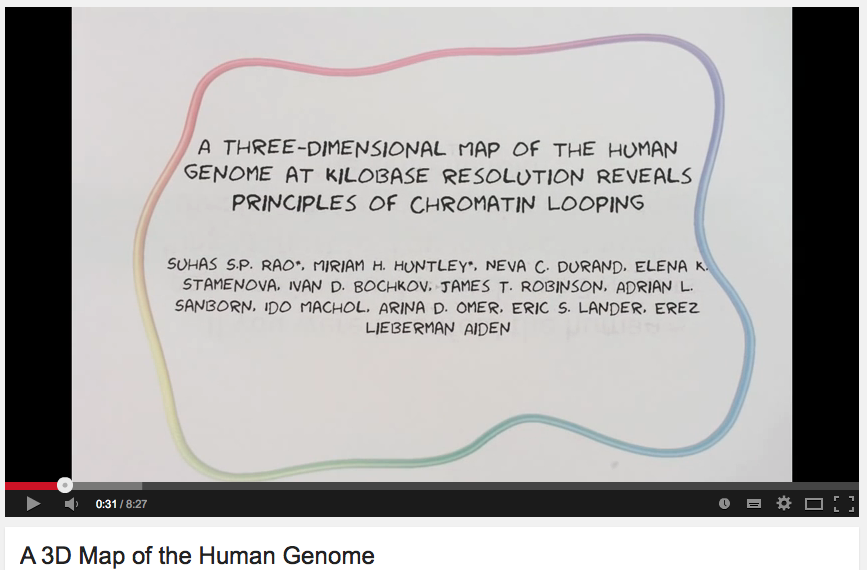 A THREE-DIMENSIONAL MAP OF THE HUMAN
GENOME AT KILOBASE RESOLUTION REVEALS
PRINCIPLES OF CHROMATIN LOOPING
SUHAS S.P. RAO*, MIRIAM H. HUNTLEY*, NEVA C. DURAND, ELENA K.
STAMENOVA, IVAN D. BOCHKOV, JAMES T. ROBINSON, ADRIAN L.
SANBORN, IDO MACHOL, ARINA D. OMER, ERIC S. LANDER, EREZ
LIEBERMAN AIDEN
0:31 / 8:27
A 3D Map of the Human Genome